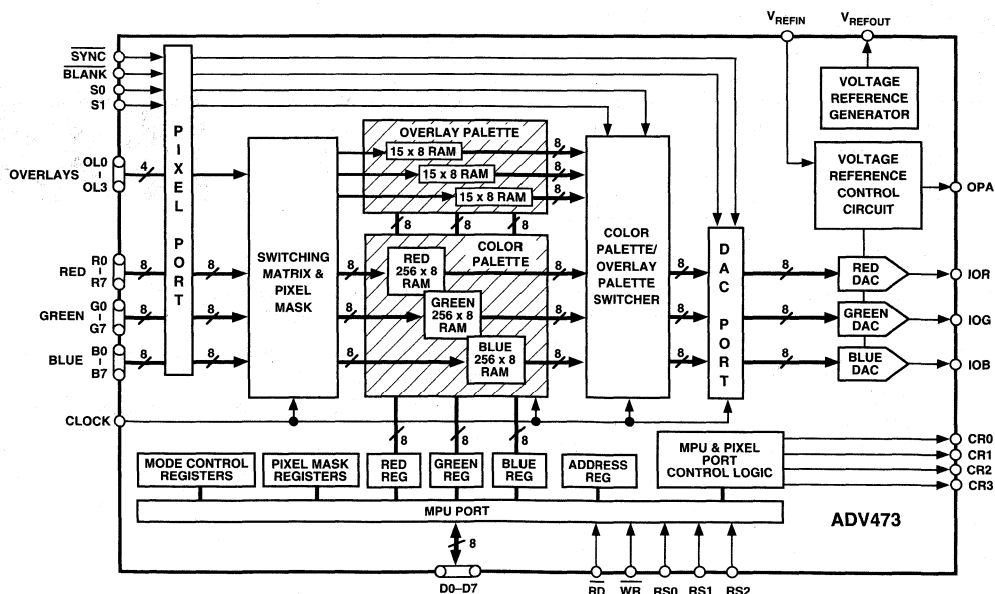 VREFIN VREFOUT
SYNC
BLANK
S0
S1
OVERLAYS
OL0
OL3
4
RED
R0
R7
8
GREEN
G0
G7
8
BLUE
B0
B7
8
CLOCK
PIXEL PORT
8
8
8
SWITCHING
MATRIX &
PIXEL
MASK
8
8
8
OVERLAY PALETTE
15 x 8 RAM
15 x 8 RAM
15 x 8 RAM
8
8
8
8
COLOR
PALETTE
RED
256 x 8
RAM
GREEN
256 x 8
RAM
BLUE
256 x 8
RAM
8
8
8
8
COLOR
PALETTE/
OVERLAY
PALETTE
SWITCHER
8
8
8
DAC PORT
8
8
8
VOLTAGE
REFERENCE
GENERATOR
VOLTAGE
REFERENCE
CONTROL
CIRCUIT
OPA
RED
DAC
IOR
GREEN
DAC
IOG
BLUE
DAC
IOB
MODE CONTROL
REGISTERS
PIXEL MASK
REGISTERS
RED
REG
GREEN
REG
BLUE
REG
ADDRESS
REG
MPU & PIXEL
PORT
CONTROL LOGIC
CR0
CR1
CR2
CR3
MPU PORT
ADV473
8
D0–D7
RD WR RS0 RS1 RS2